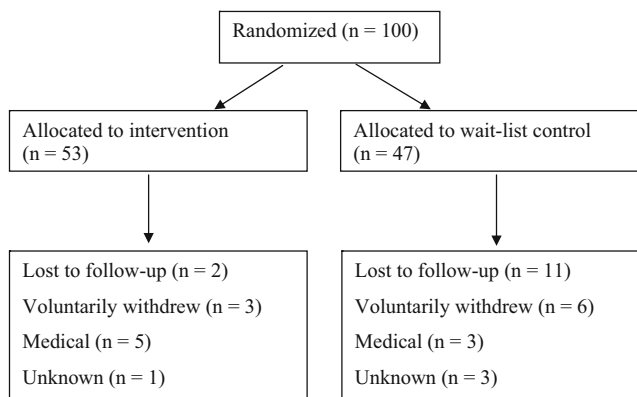 Randomized (n = 100)
Allocated to intervention
(n = 53)
Allocated to wait-list control
(n = 47)
Lost to follow-up (n = 2)
Voluntarily withdrew (n = 3)
Medical (n = 5)
Unknown (n = 1)
Lost to follow-up (n = 11)
Voluntarily withdrew (n = 6)
Medical (n = 3)
Unknown (n = 3)